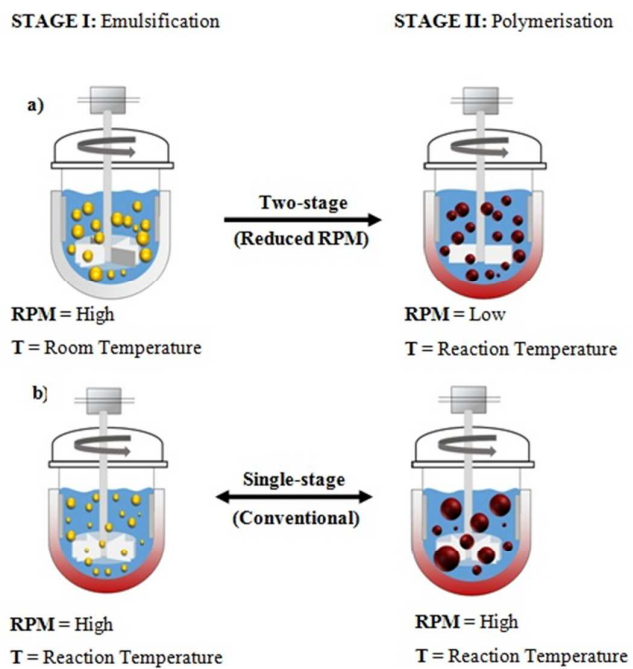 STAGE I: Emulsification
STAGE II: Polymerisation
a)
Two-stage
(Reduced RPM)
RPM = High
T = Room Temperature
RPM = Low
T = Reaction Temperature
b)
Single-stage
(Conventional)
RPM = High
T = Reaction Temperature
RPM = High
T = Reaction Temperature